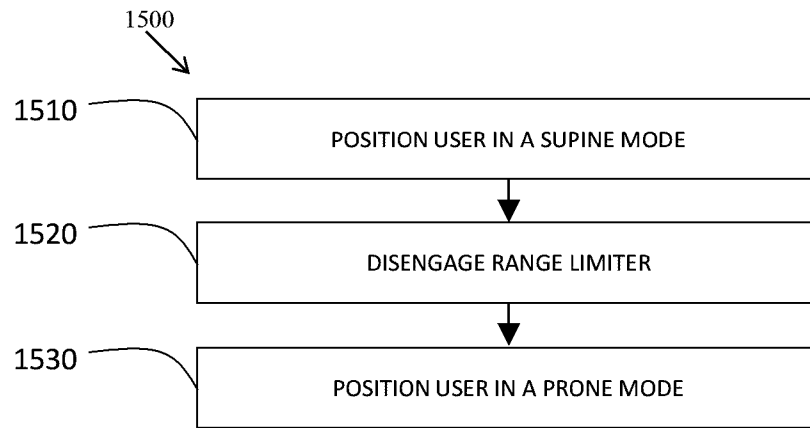 1500
1510
POSITION USER IN A SUPINE MODE
1520
DISENGAGE RANGE LIMITER
1530
POSITION USER IN A PRONE MODE